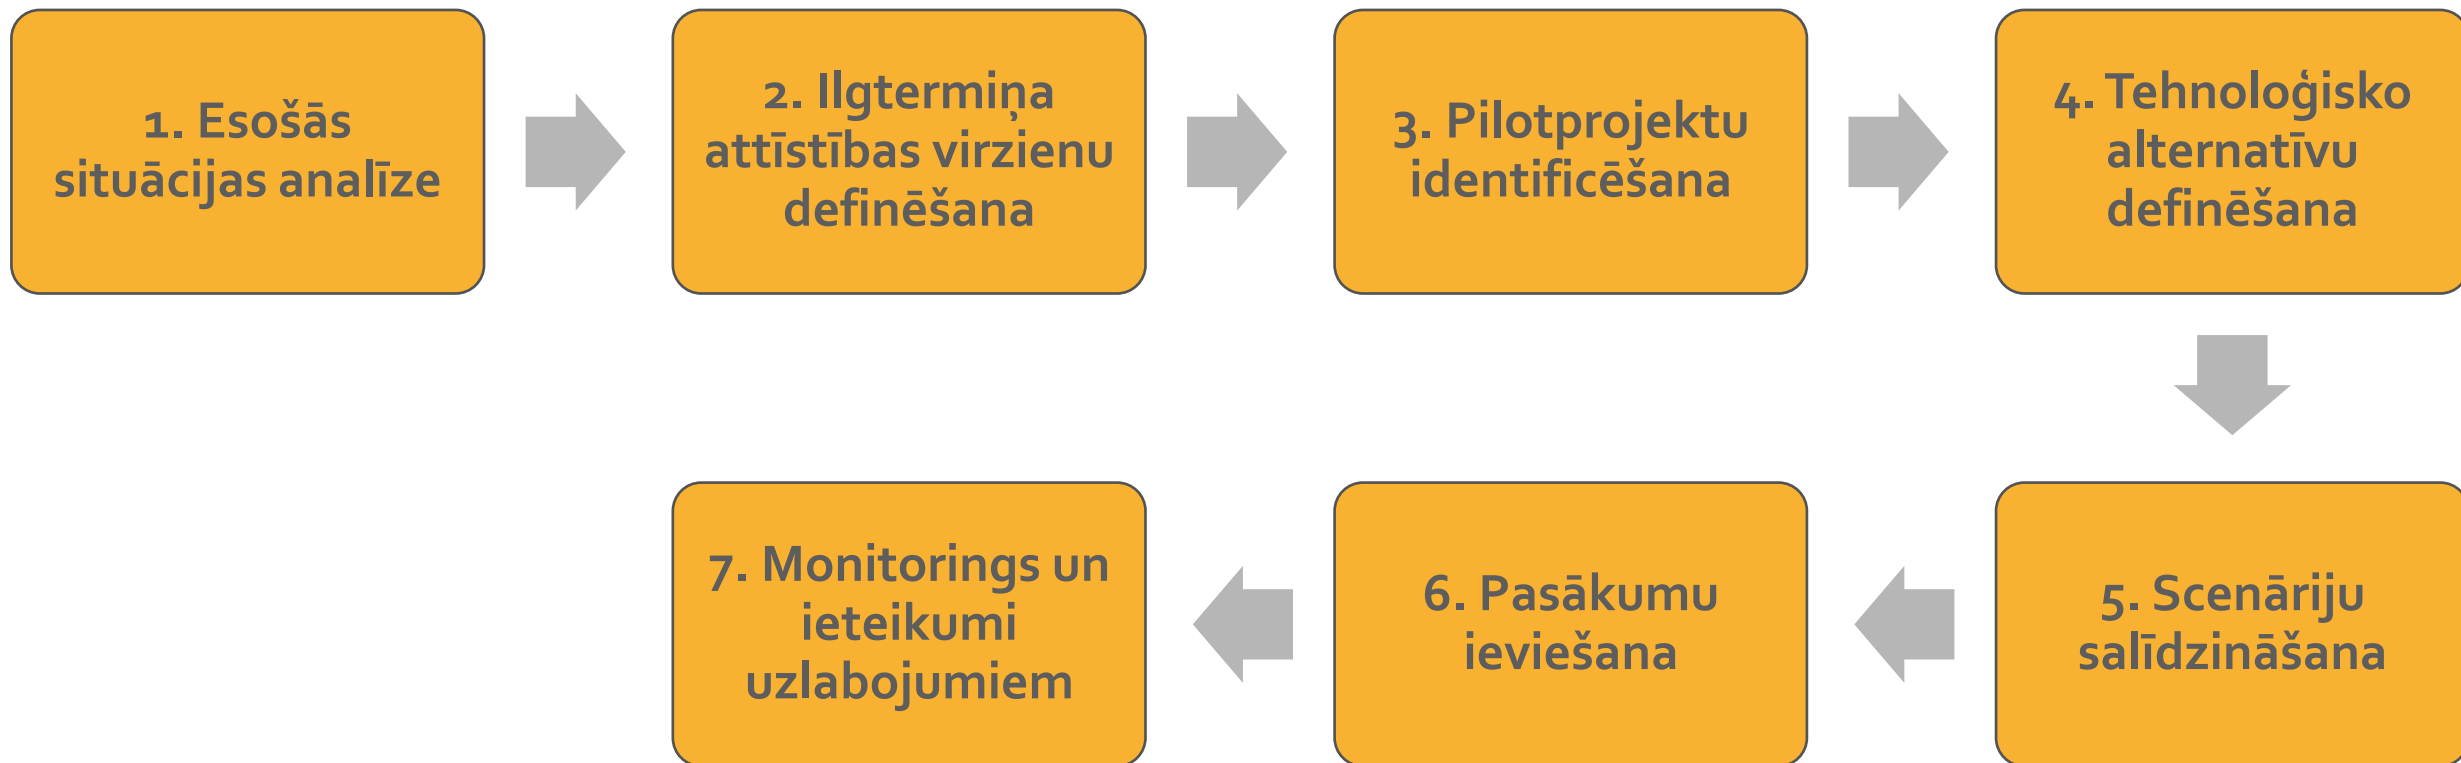 1. Esošās
situācijas analīze
2. Ilgtermiņa
attīstības virzienu
definēšana
3. Pilotprojektu
identificēšana
4. Tehnoloģisko
alternatīvu
definēšana
5. Scenāriju
salīdzināšana
6. Pasākumu
ieviešana
7. Monitorings un
ieteikumi
uzlabojumiem